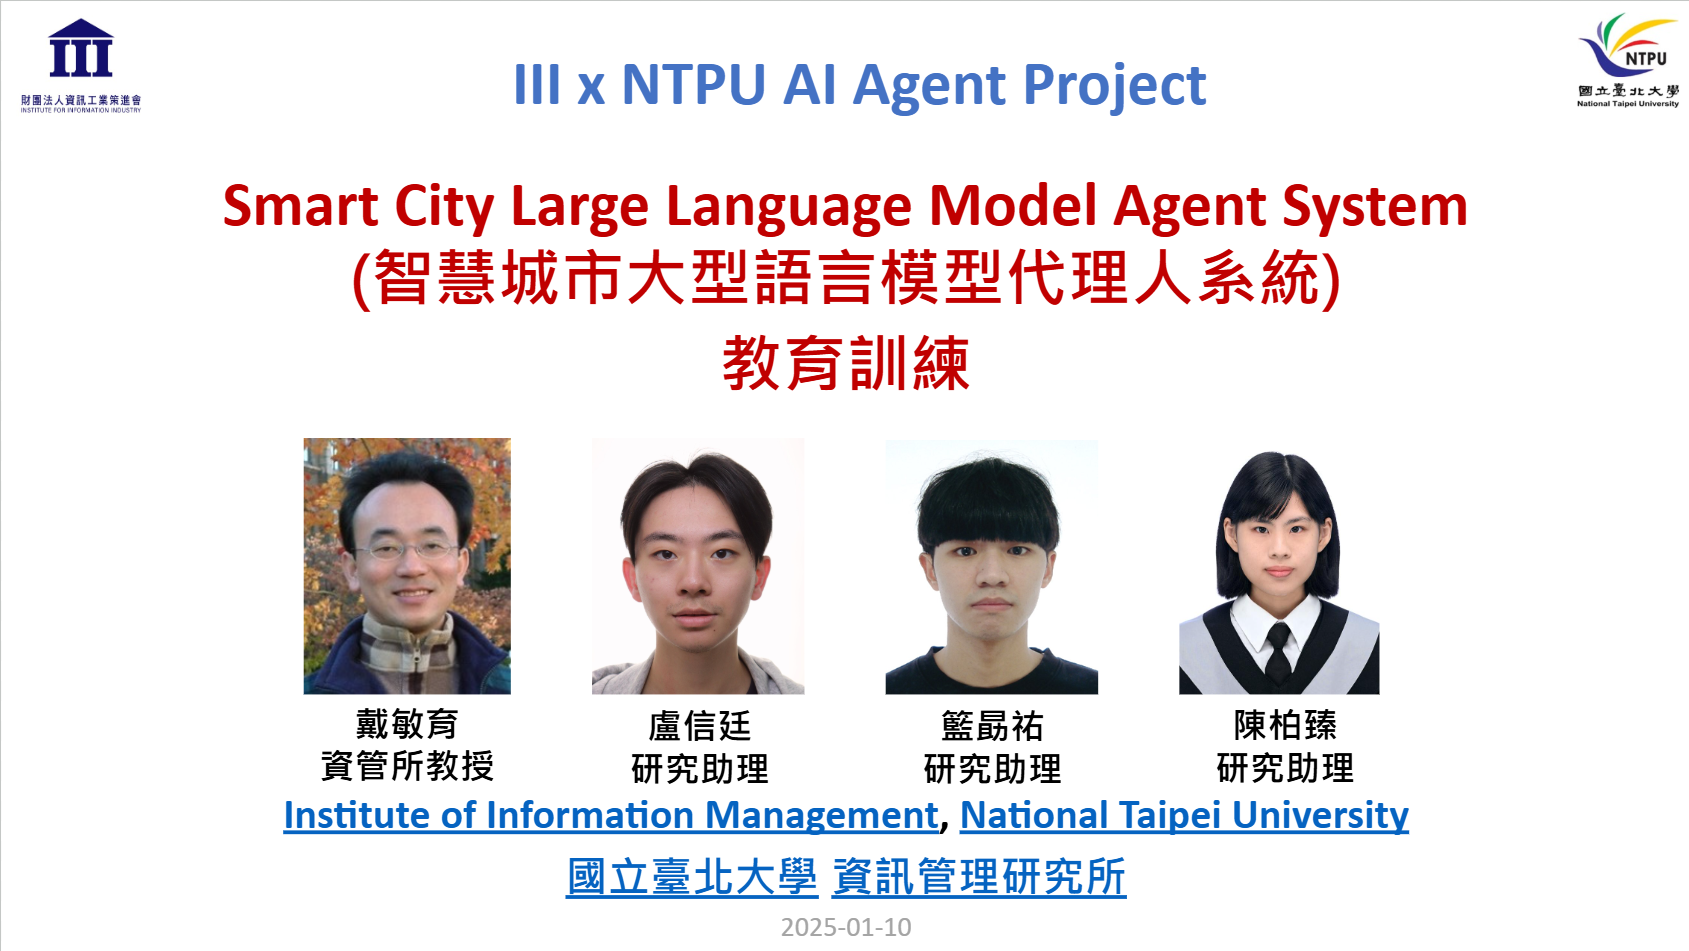 財團法人資訊工業策進會
INSTITUTE FOR INFORMATION INDUSTRY
III x NTPU AI Agent Project
NTPU
國立臺北大學
National Taipei University
Smart City Large Language Model Agent System
(智慧城市大型語言模型代理人系統)
教育訓練
戴敏育
資管所教授
盧信廷
研究助理
籃勗祐
研究助理
陳柏臻
研究助理
Institute of Information Management, National Taipei University
國立臺北大學 資訊管理研究所
2025-01-10